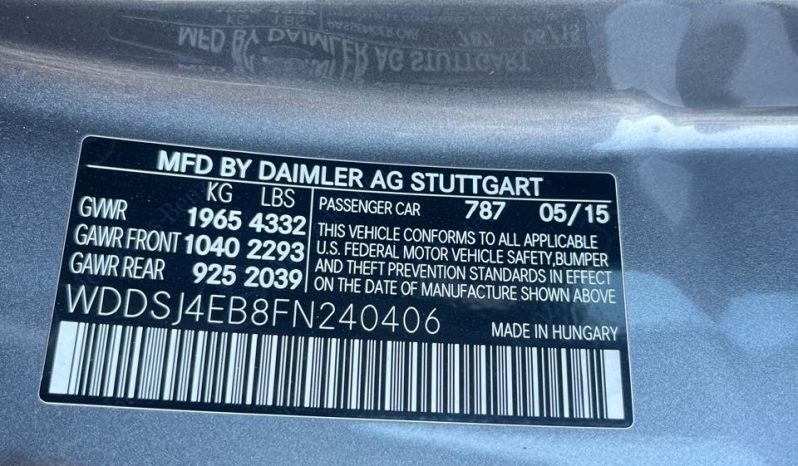 MFD BY DAIMLER AG STUTTGART
KG LBS
GVWR 1965 4332
GAWR FRONT 1040 2293
GAWR REAR 925 2039
PASSENGER CAR 787 05/15
THIS VEHICLE CONFORMS TO ALL APPLICABLE
U.S. FEDERAL MOTOR VEHICLE SAFETY, BUMPER
AND THEFT PREVENTION STANDARDS IN EFFECT
ON THE DATE OF MANUFACTURE SHOWN ABOVE
WDDSJ4EB8FN240406
MADE IN HUNGARY